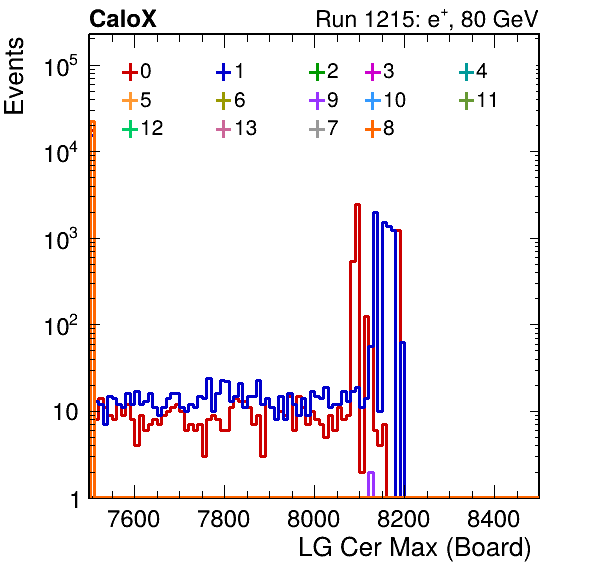 CaloX Run 1215: e⁺, 80 GeV
Events
10⁵
10⁴
10³
10²
10
1
0 1 2 3 4
5 6 9 10 11
12 13 7 8
7600 7800 8000 8200 8400
LG Cer Max (Board)